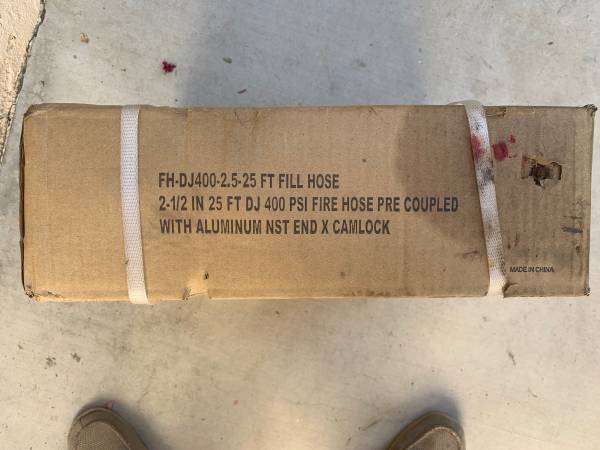 FH-DJ400-2.5-25 FT FILL HOSE
2-1/2 IN 25 FT DJ 400 PSI FIRE HOSE PRE COUPLED
WITH ALUMINUM NST END X CAMLOCK
MADE IN CHINA